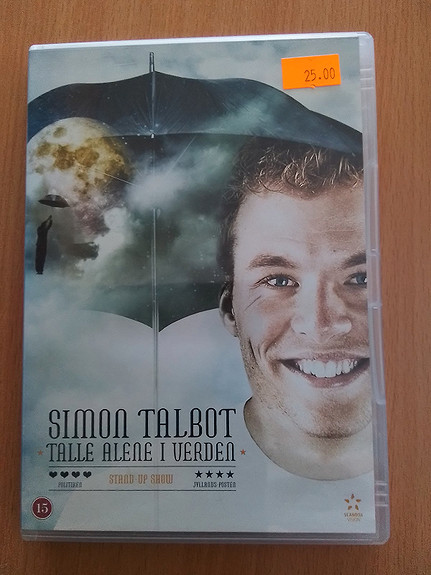 25.00
SIMON TALBOT
TALLE ALENE I VERDEN
STAND-UP SHOW
POLITIKEN
JYLLANDS-POSTEN
15